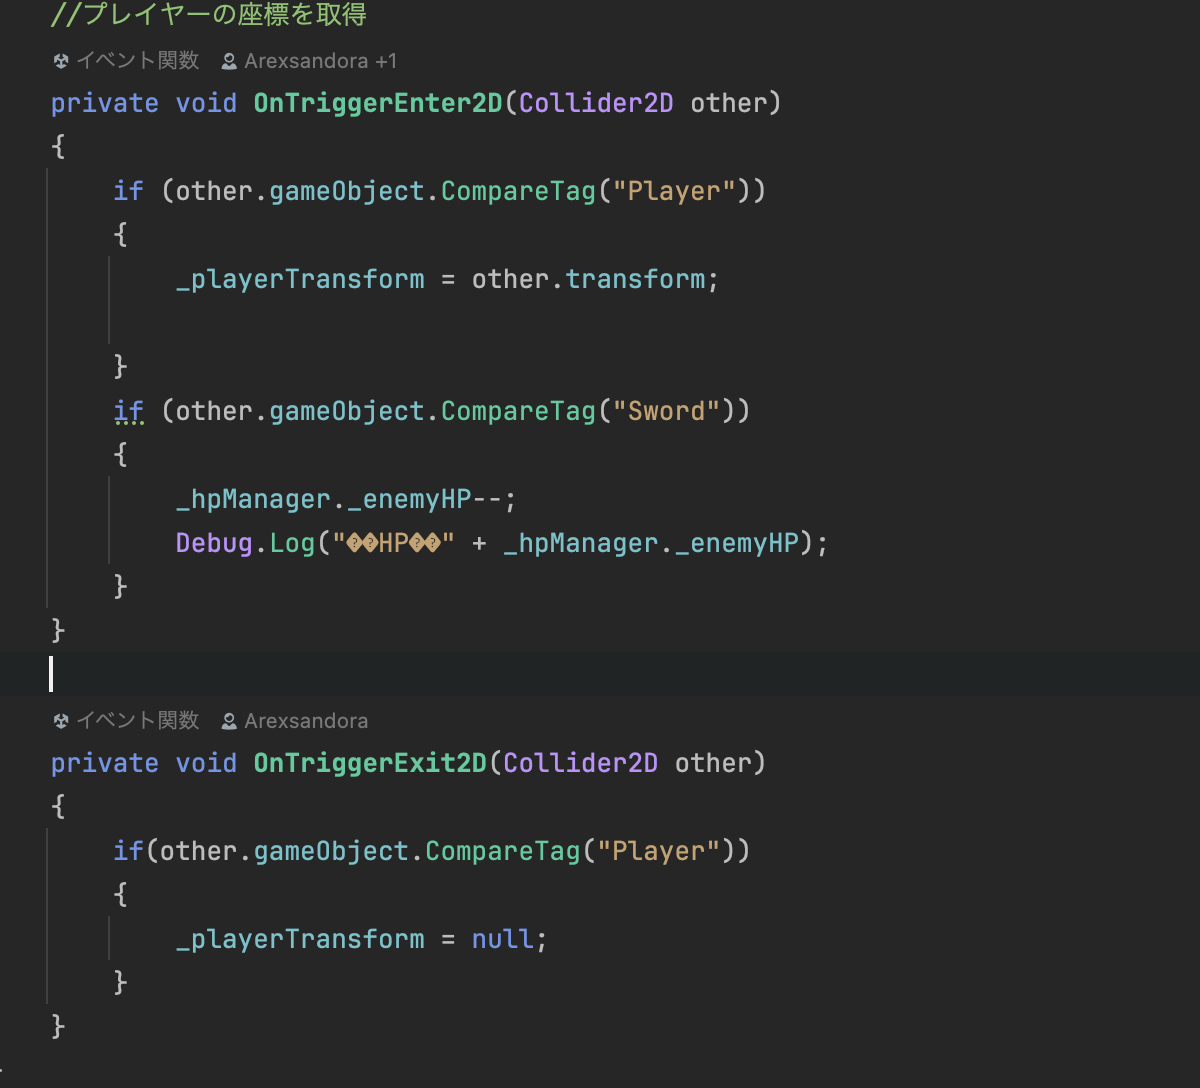 //プレイヤーの座標を取得
イベント関数 Arexsandora +1
private void OnTriggerEnter2D(Collider2D other)
{
if (other.gameObject.CompareTag("Player"))
{
_playerTransform = other.transform;
}
if (other.gameObject.CompareTag("Sword"))
{
_hpManager._enemyHP--;
Debug.Log("��HP��" + _hpManager._enemyHP);
}
}
イベント関数 Arexsandora
private void OnTriggerExit2D(Collider2D other)
{
if(other.gameObject.CompareTag("Player"))
{
_playerTransform = null;
}
}